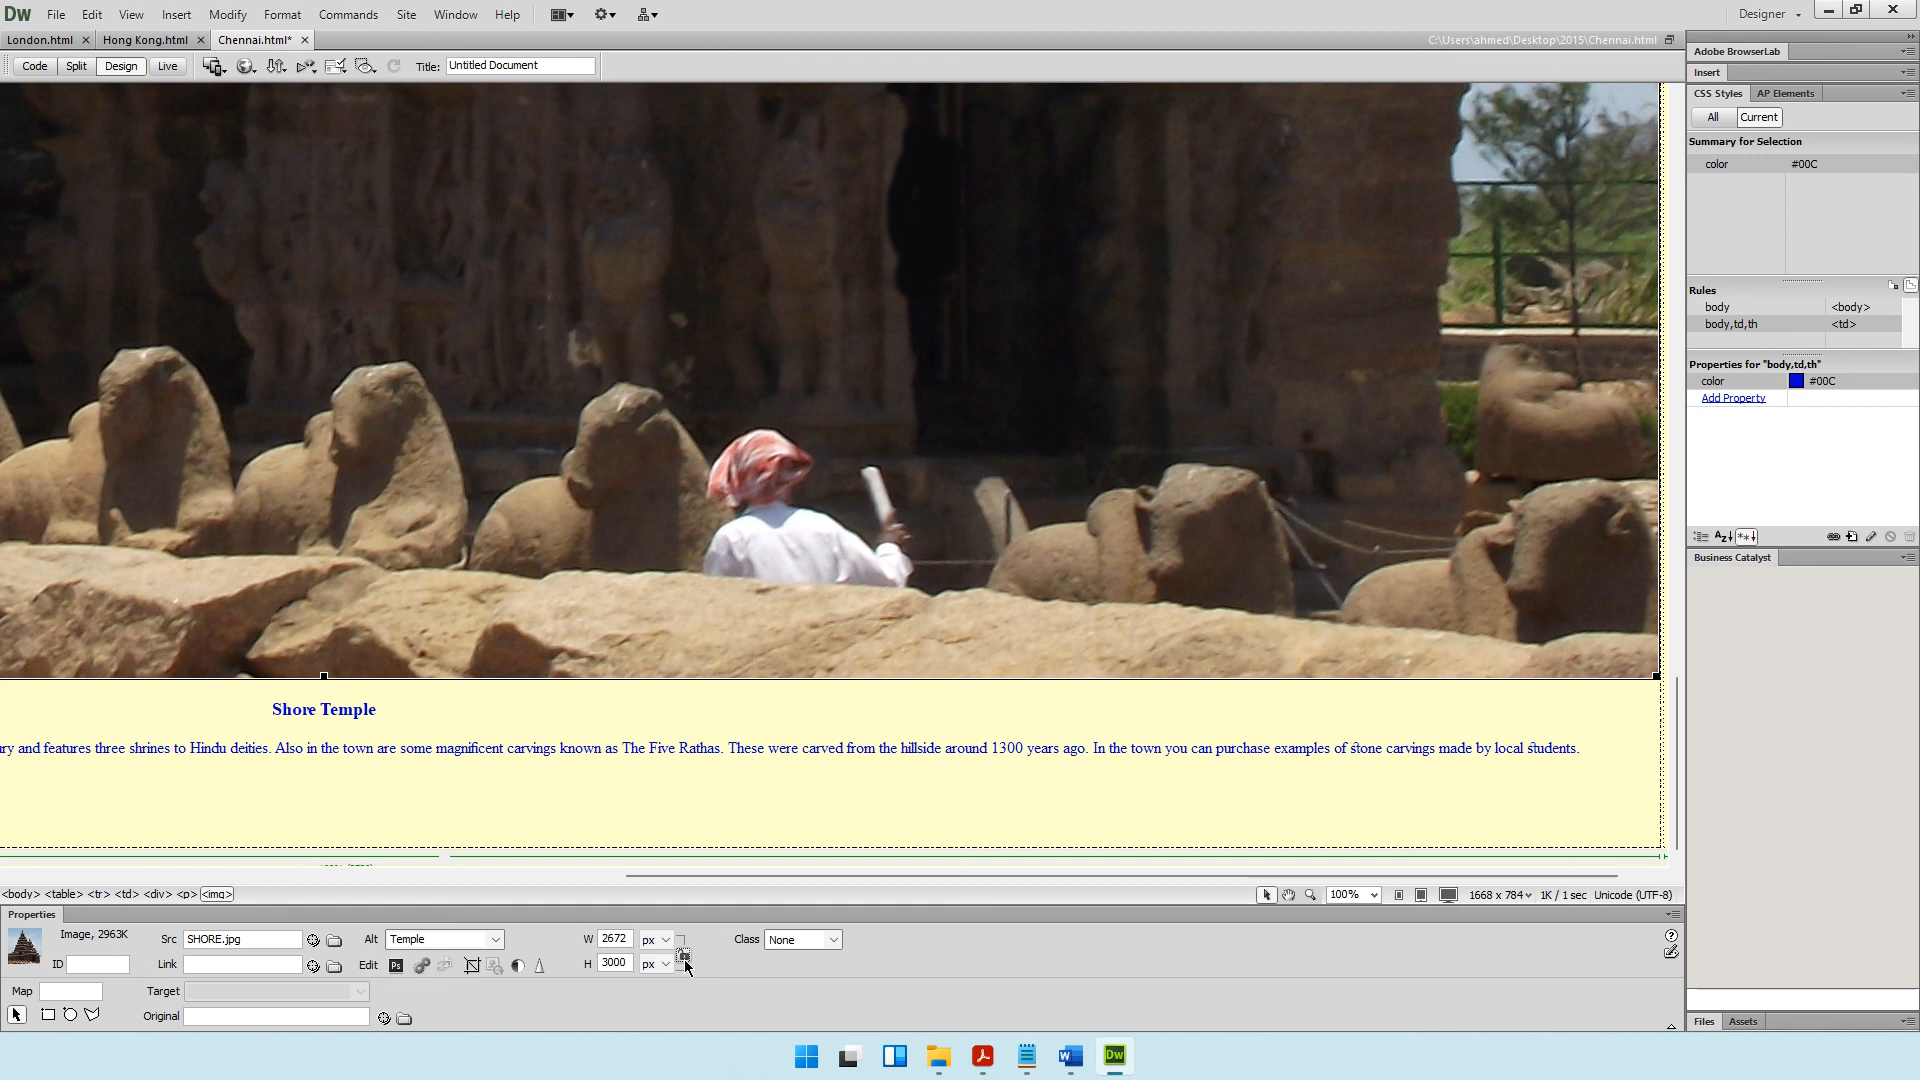 Dw File Edit View Insert Modify Format Commands Site Window Help Designer
London.html Hong Kong.html Chennai.html* C:\Users\ahmed\Desktop\2015\Chennai.html
Code Split Design Live Title: Untitled Document
Adobe BrowserLab
Insert
CSS Styles AP Elements
All Current
Summary for Selection
color #00C
Rules
body <body>
body,td,th <td>
Properties for "body,td,th"
color #00C
Add Property
Business Catalyst
Files Assets
Shore Temple
ry and features three shrines to Hindu deities. Also in the town are some magnificent carvings known as The Five Rathas. These were carved from the hillside around 1300 years ago. In the town you can purchase examples of stone carvings made by local students.
<body> <table> <tr> <td> <div> <p> <img> 100% 1668 x 784 1K / 1 sec Unicode (UTF-8)
Properties
Image, 2963K Src SHORE.jpg Alt Temple W 2672 px Class None
ID Link Edit Ps H 3000 px
Map Target
Original
Dw